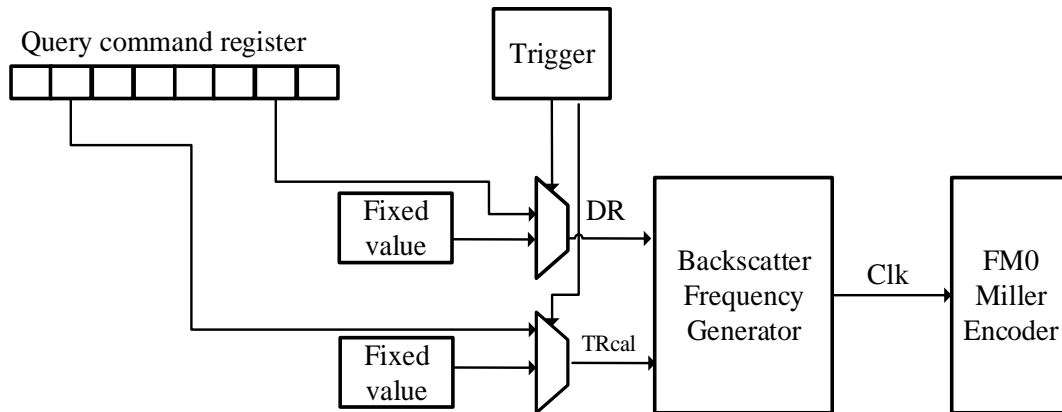 Query command register
Trigger
Fixed
value
DR
Backscatter
Frequency
Generator
Clk
FM0
Miller
Encoder
Fixed
value
TRcal